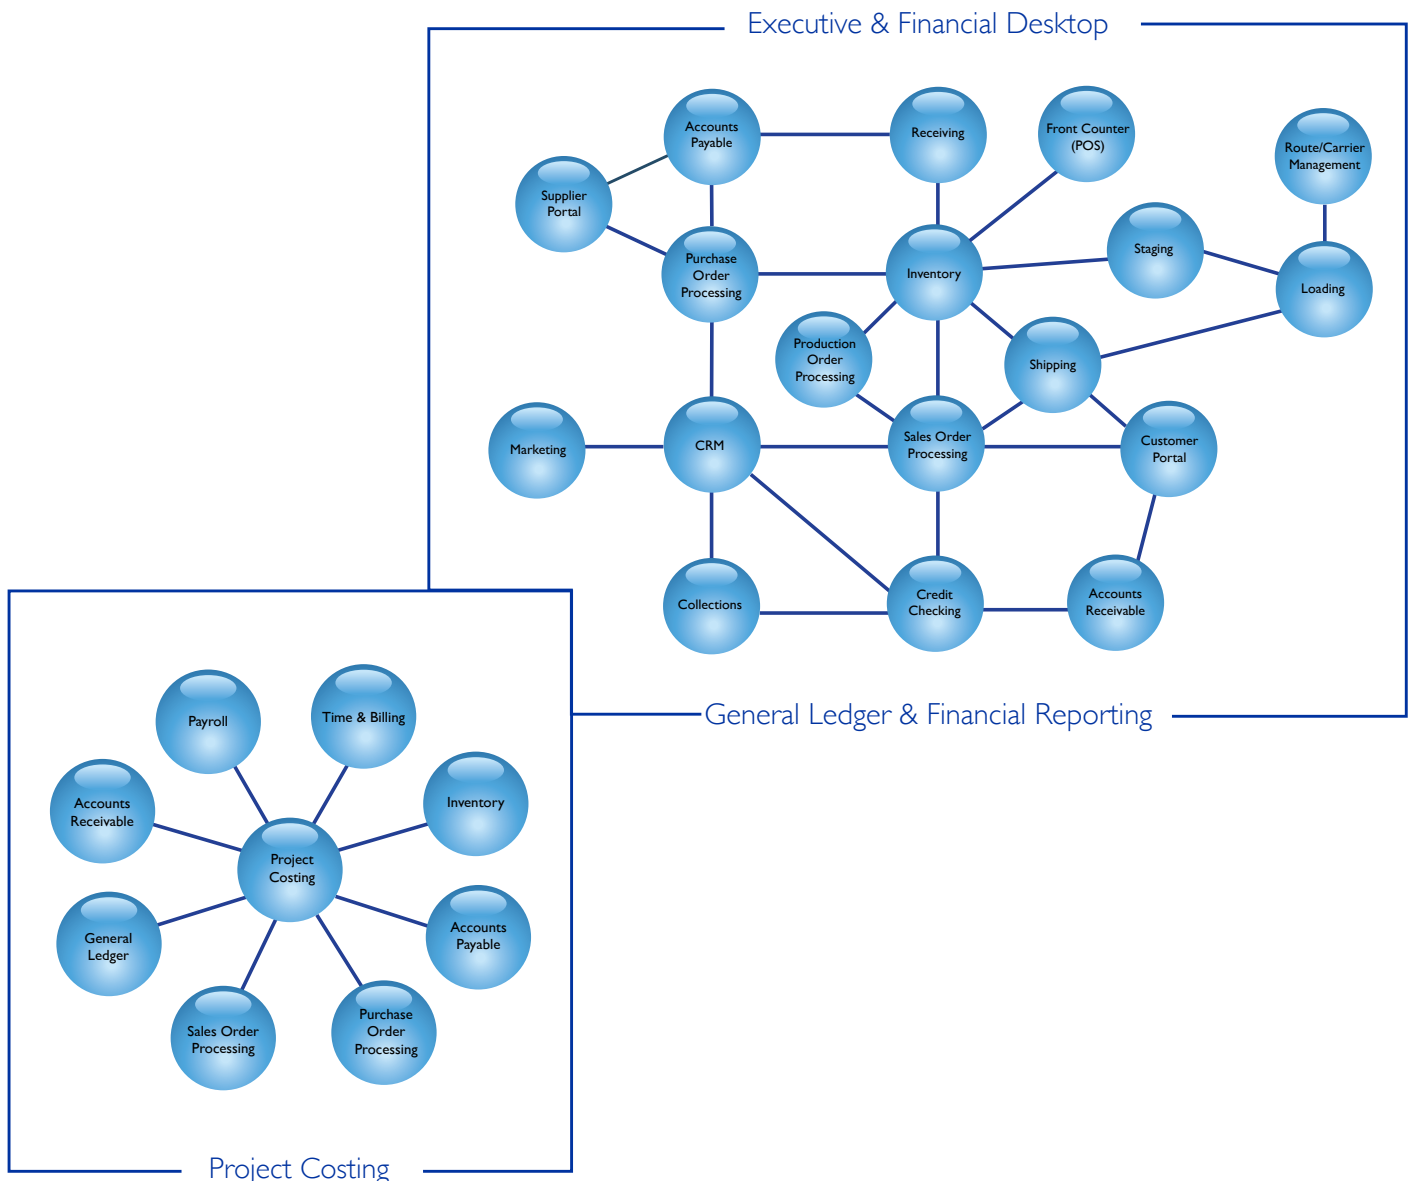 Executive & Financial Desktop
Accounts
Payable
Receiving
Front Counter
(POS)
Route/Carrier
Management
Supplier
Portal
Staging
Purchase
Order
Processing
Inventory
Loading
Production
Order
Processing
Shipping
Marketing
CRM
Sales Order
Processing
Customer
Portal
Collections
Credit
Checking
Accounts
Receivable
General Ledger & Financial Reporting
Payroll
Time & Billing
Accounts
Receivable
Inventory
Project
Costing
General
Ledger
Accounts
Payable
Sales Order
Processing
Purchase
Order
Processing
Project Costing